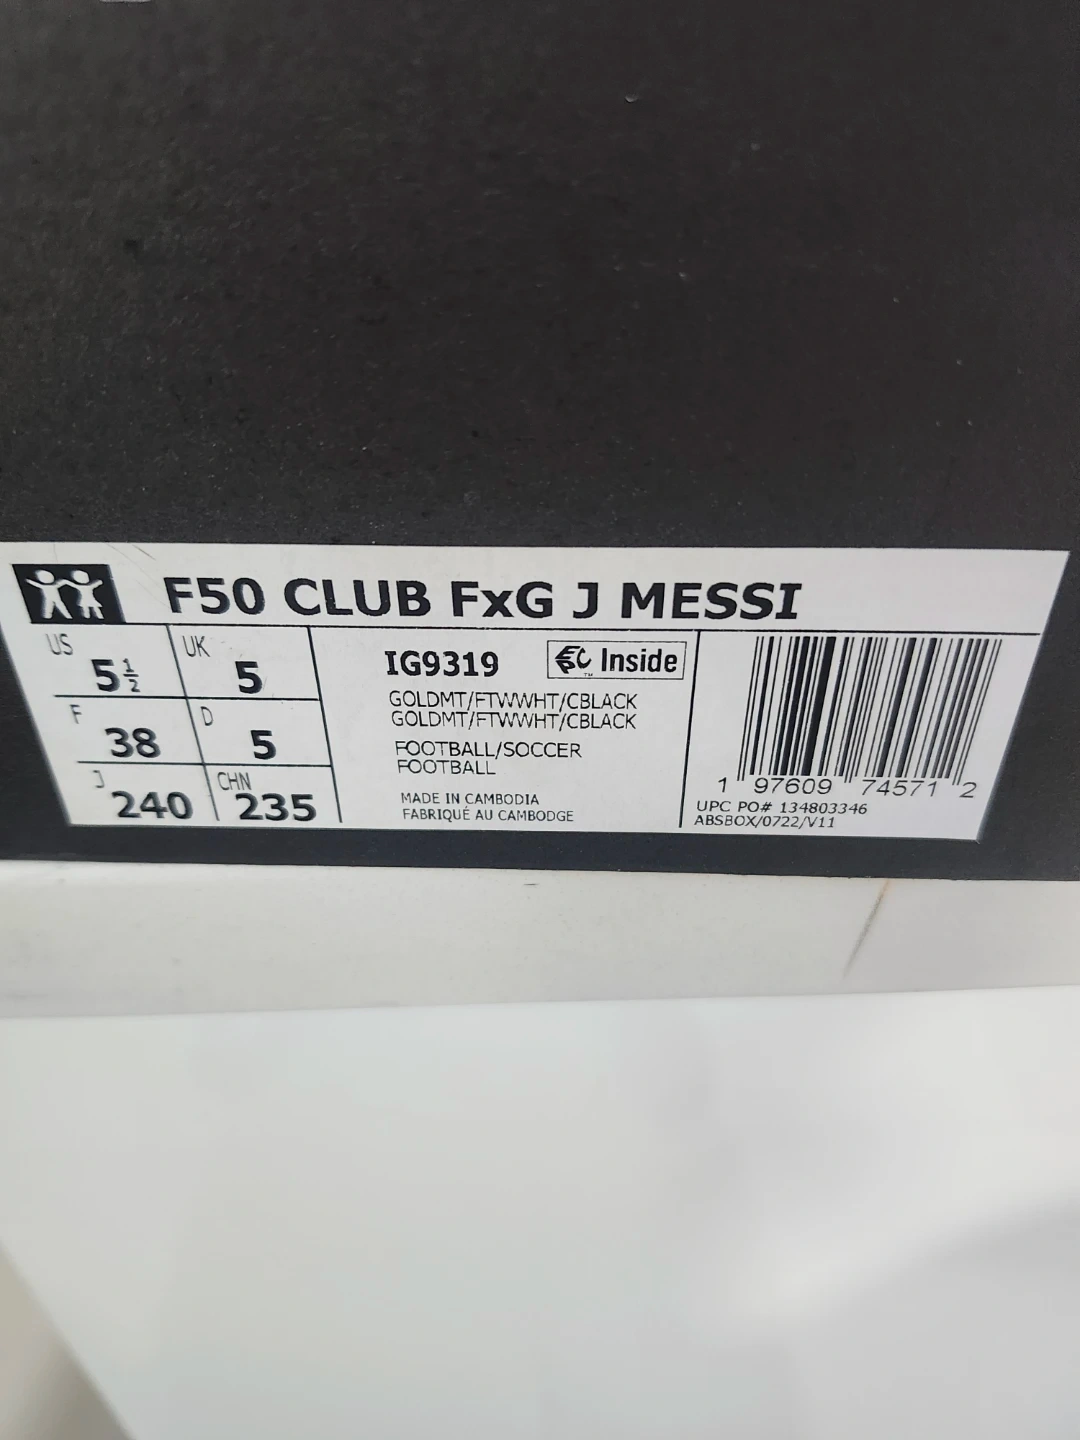 F50 CLUB FxG J MESSI
US 5½ UK 5
F 38 D 5
J 240 CHN 235
IG9319 Inside
GOLDMT/FTWWHT/CBLACK
GOLDMT/FTWWHT/CBLACK
FOOTBALL/SOCCER
FOOTBALL
MADE IN CAMBODIA
FABRIQUÉ AU CAMBODGE
1 97609 74571 2
UPC PO# 134803346
ABSBOX/0722/V11